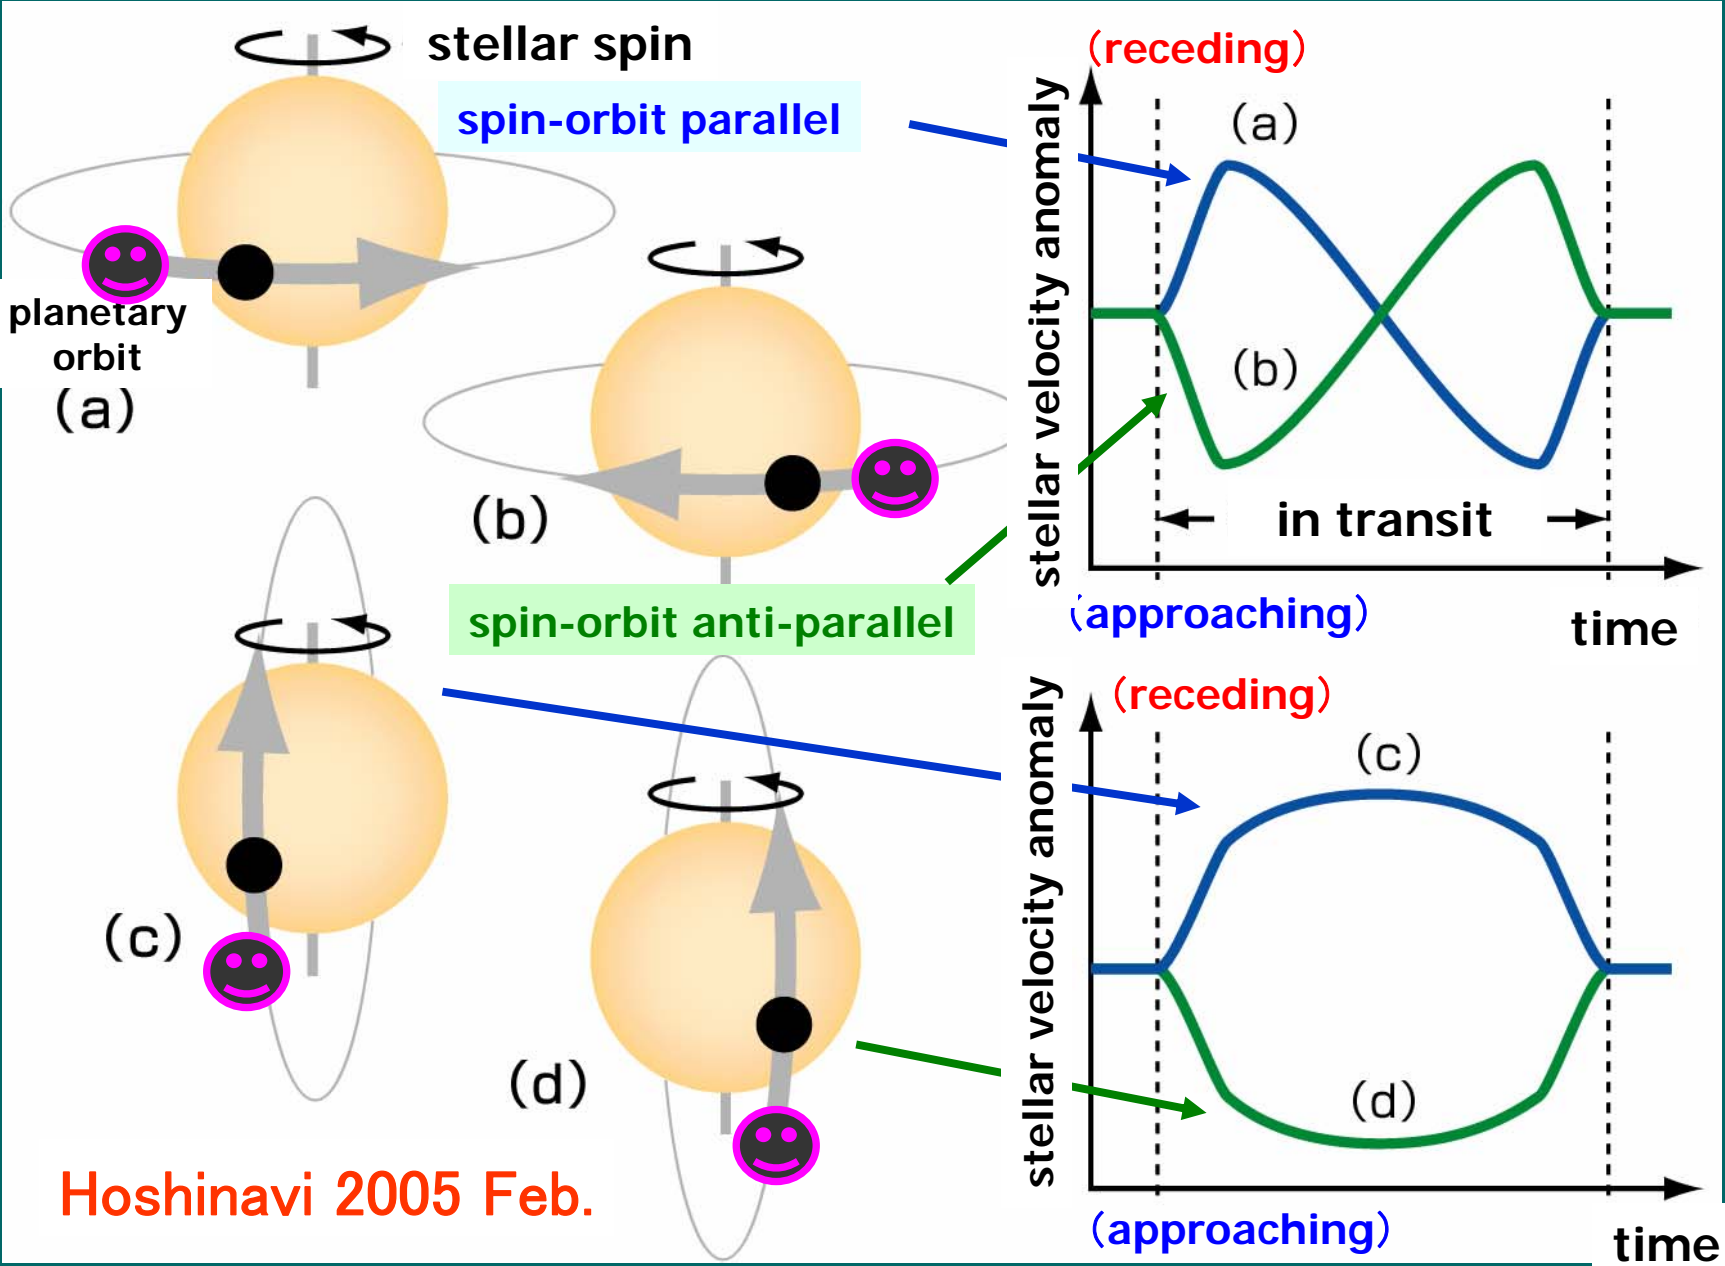 stellar spin
spin-orbit parallel
planetary
orbit
(a)
(b)
spin-orbit anti-parallel
(c)
(d)
Hoshinavi 2005 Feb.
(receding)
stellar velocity anomaly
(a)
(b)
in transit
(approaching)
time
(receding)
stellar velocity anomaly
(c)
(d)
(approaching)
time